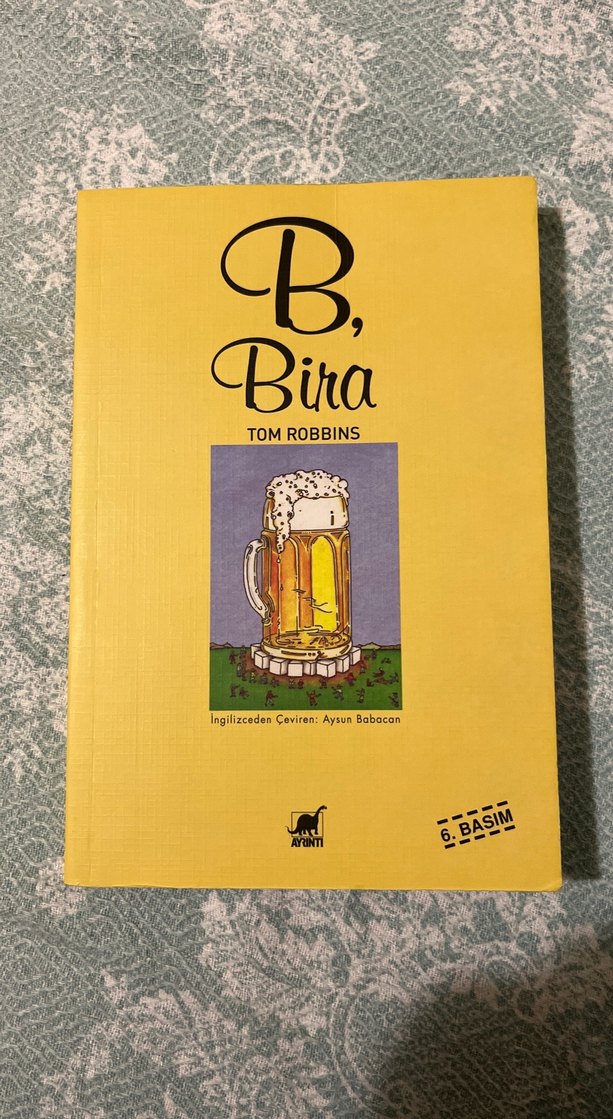 B,
Bira
TOM ROBBINS
İngilizceden Çeviren: Aysun Babacan
AYRINTI
6. BASIM